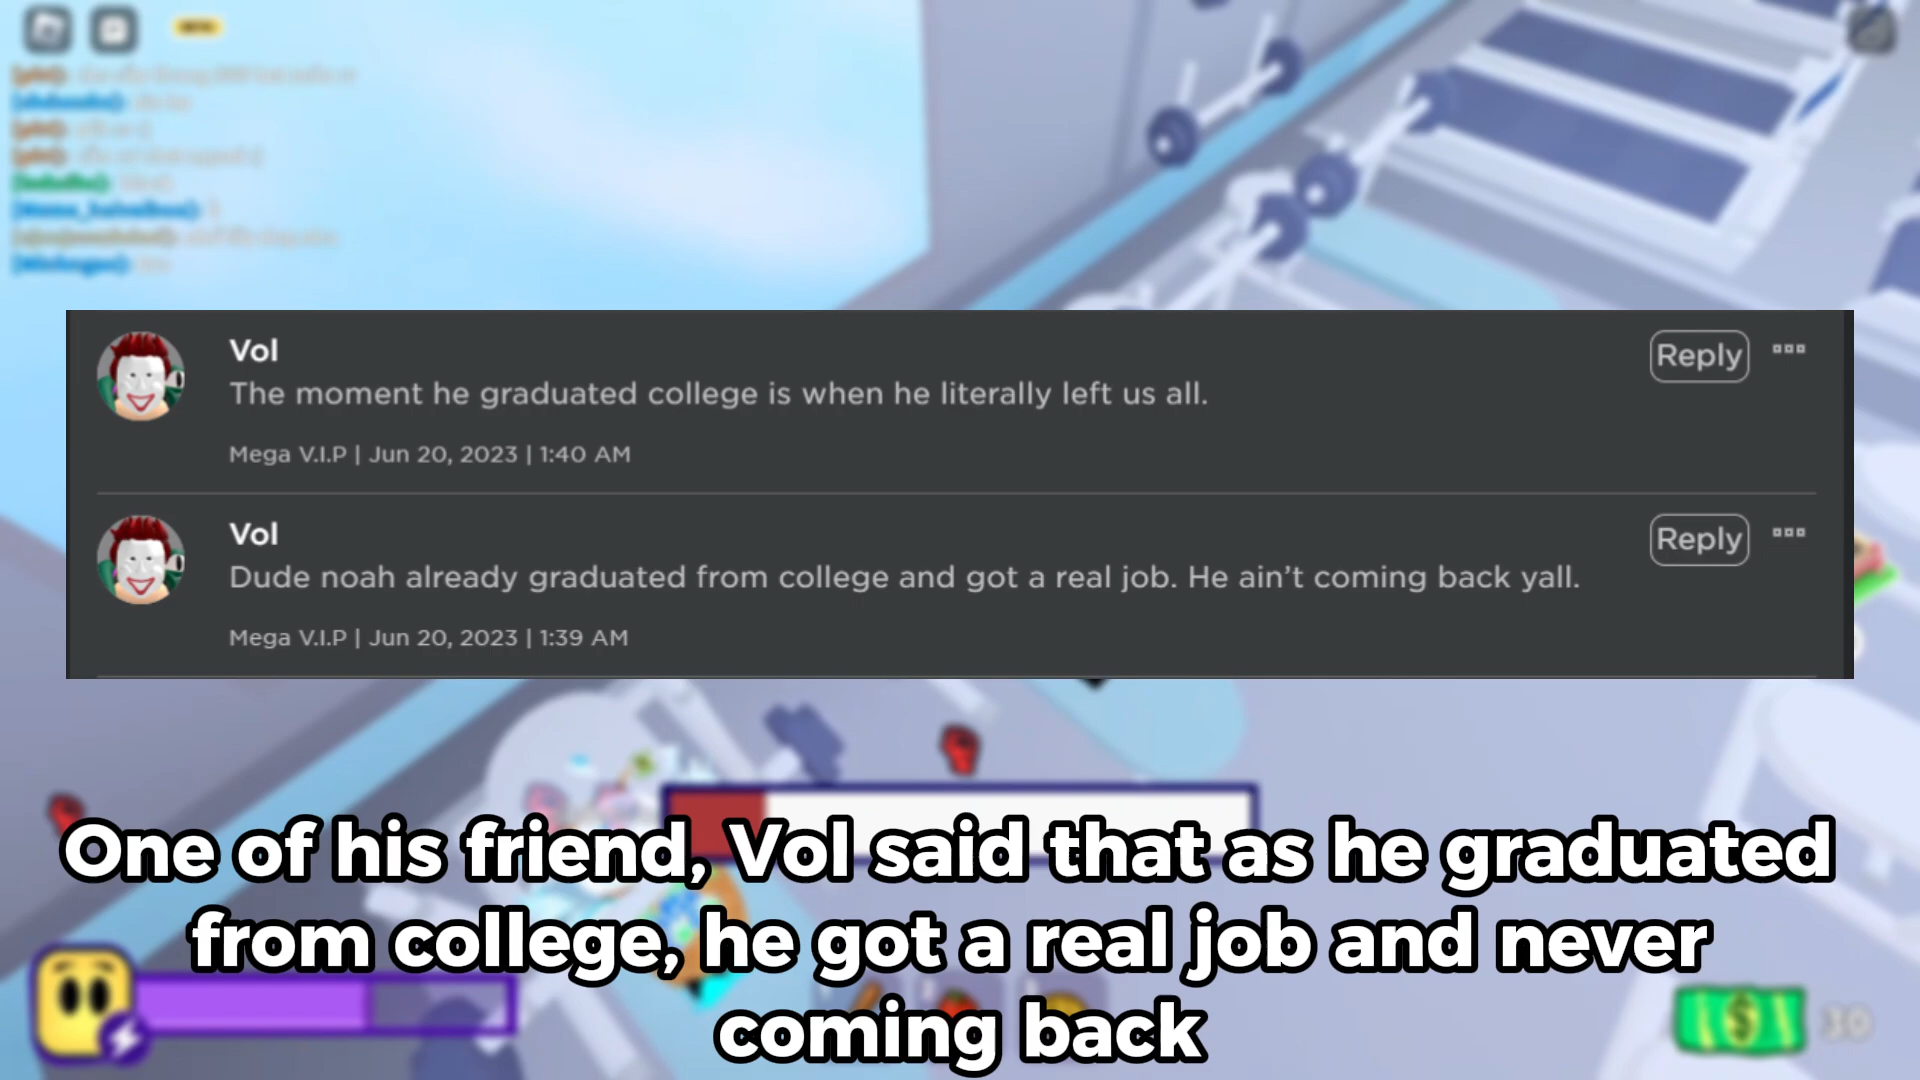 BETA
Vol
Reply
The moment he graduated college is when he literally left us all.
Mega V.I.P | Jun 20, 2023 | 1:40 AM
Vol
Reply
Dude noah already graduated from college and got a real job. He ain't coming back yall.
Mega V.I.P | Jun 20, 2023 | 1:39 AM
One of his friend, Vol said that as he graduated
from college, he got a real job and never
coming back
30